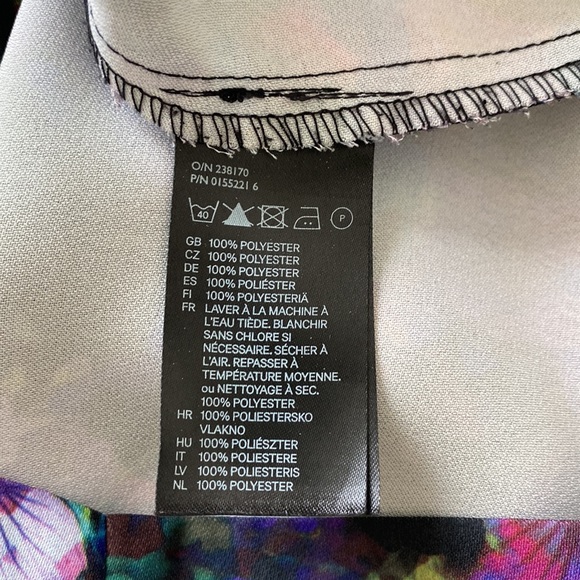 O/N 238170
P/N 0155221 6
40 P
GB 100% POLYESTER
CZ 100% POLYESTER
DE 100% POLYESTER
ES 100% POLIÉSTER
FI 100% POLYESTERIÄ
FR LAVER À LA MACHINE À
L'EAU TIÈDE. BLANCHIR
SANS CHLORE SI
NÉCESSAIRE. SÉCHER À
L'AIR. REPASSER À
TEMPÉRATURE MOYENNE.
ou NETTOYAGE À SEC.
100% POLYESTER
HR 100% POLIESTERSKO
VLAKNO
HU 100% POLIÉSZTER
IT 100% POLIESTERE
LV 100% POLIESTERIS
NL 100% POLYESTER